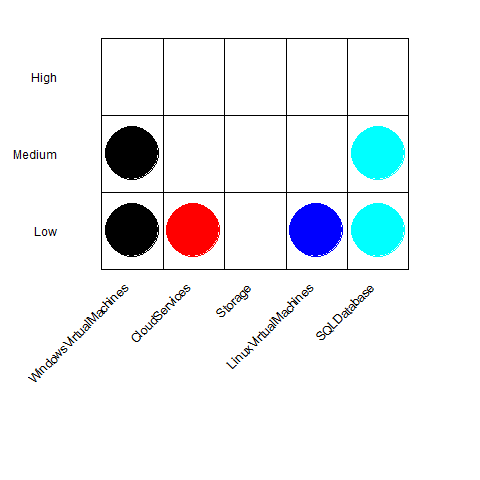 High
Medium
Low
WindowsVirtualMachines
CloudServices
Storage
LinuxVirtualMachines
SQLDatabase